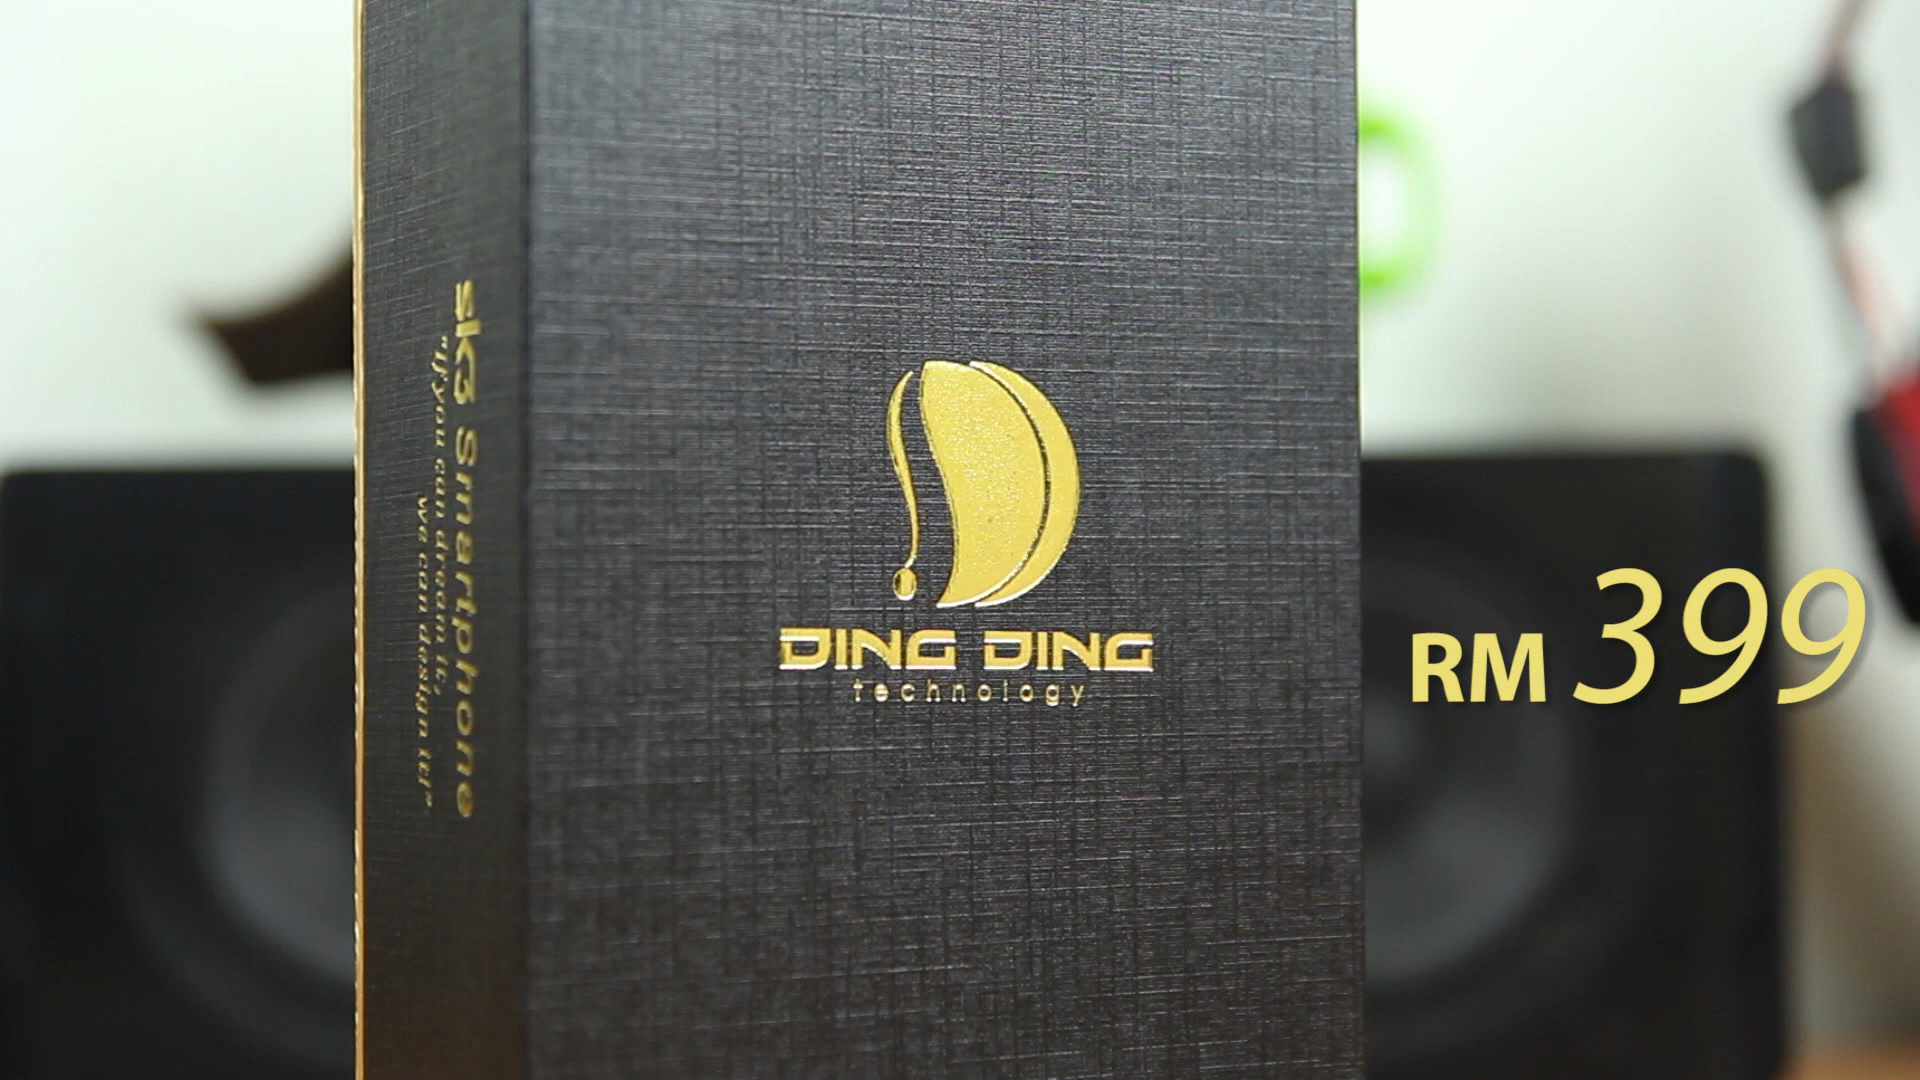 sk3 Smartphone
"If you can dream it,
we can design it!"
DING DING
technology
RM 399